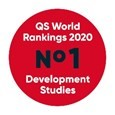 QS World
Rankings 2020
Nº1
Development
Studies